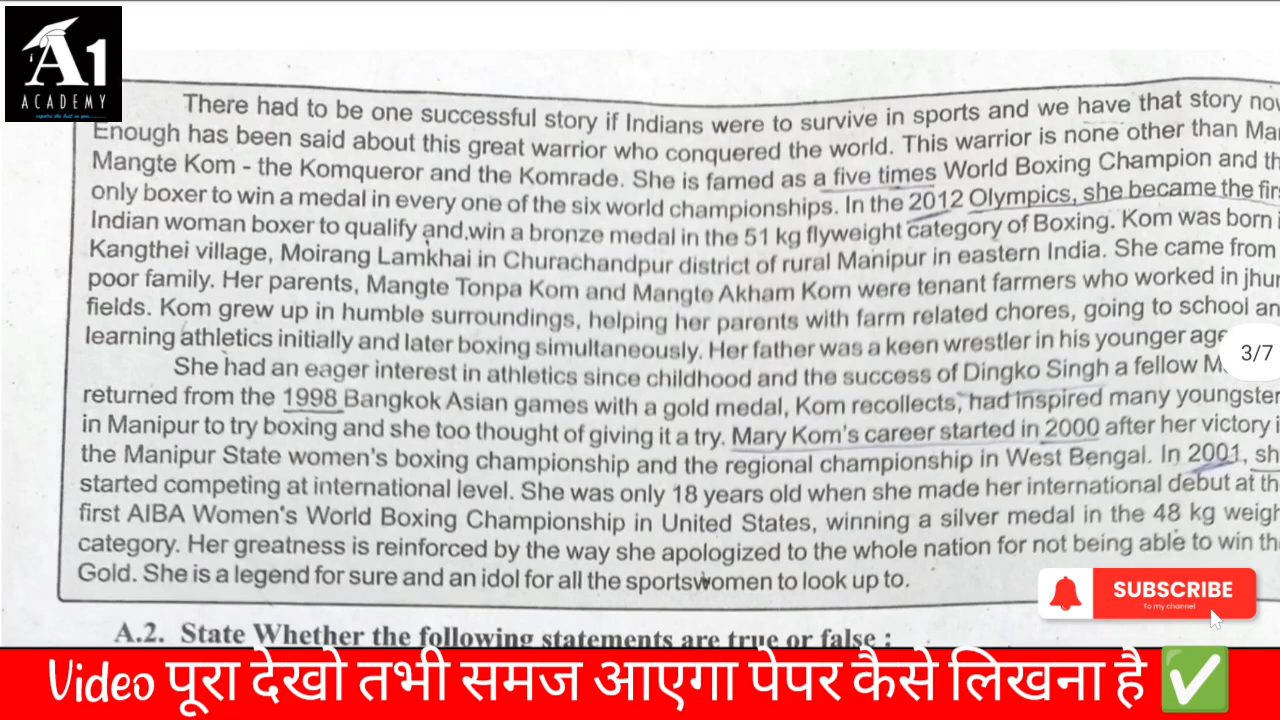 A1
ACADEMY
There had to be one successful story if Indians were to survive in sports and we have that story
Enough has been said about this great warrior who conquered the world. This warrior is none other than
Mangte Kom - the Komqueror and the Komrade. She is famed as a five times World Boxing Champion and
only boxer to win a medal in every one of the six world championships. In the 2012 Olympics, she became the
Indian woman boxer to qualify and win a bronze medal in the 51 kg flyweight category of Boxing. Kom was born
Kangthei village, Moirang Lamkhai in Churachandpur district of rural Manipur in eastern India. She came from
poor family. Her parents, Mangte Tonpa Kom and Mangte Akham Kom were tenant farmers who worked in
fields. Kom grew up in humble surroundings, helping her parents with farm related chores, going to school
learning athletics initially and later boxing simultaneously. Her father was a keen wrestler in his younger
3/7
She had an eager interest in athletics since childhood and the success of Dingko Singh a fellow
returned from the 1998 Bangkok Asian games with a gold medal, Kom recollects, had inspired many
in Manipur to try boxing and she too thought of giving it a try. Mary Kom's career started in 2000 after her victory
the Manipur State women's boxing championship and the regional championship in West Bengal. In 2001,
started competing at international level. She was only 18 years old when she made her international debut at
first AIBA Women's World Boxing Championship in United States, winning a silver medal in the 48 kg
category. Her greatness is reinforced by the way she apologized to the whole nation for not being able to win
Gold. She is a legend for sure and an idol for all the sportswomen to look up to.
SUBSCRIBE
To my channel
A.2. State Whether the following statements are true or false :
Video पूरा देखो तभी समज आएगा पेपर कैसे लिखना है